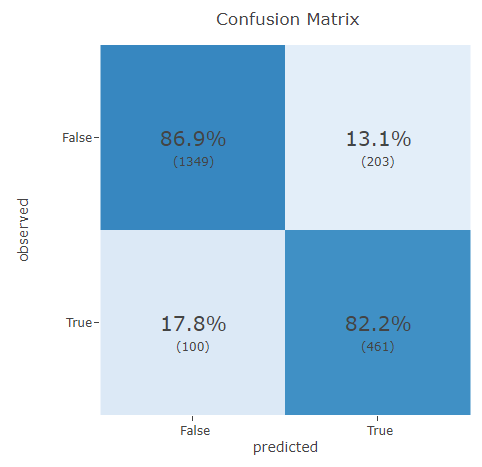 Confusion Matrix
False
86.9%
(1349)
13.1%
(203)
observed
True
17.8%
(100)
82.2%
(461)
False
True
predicted